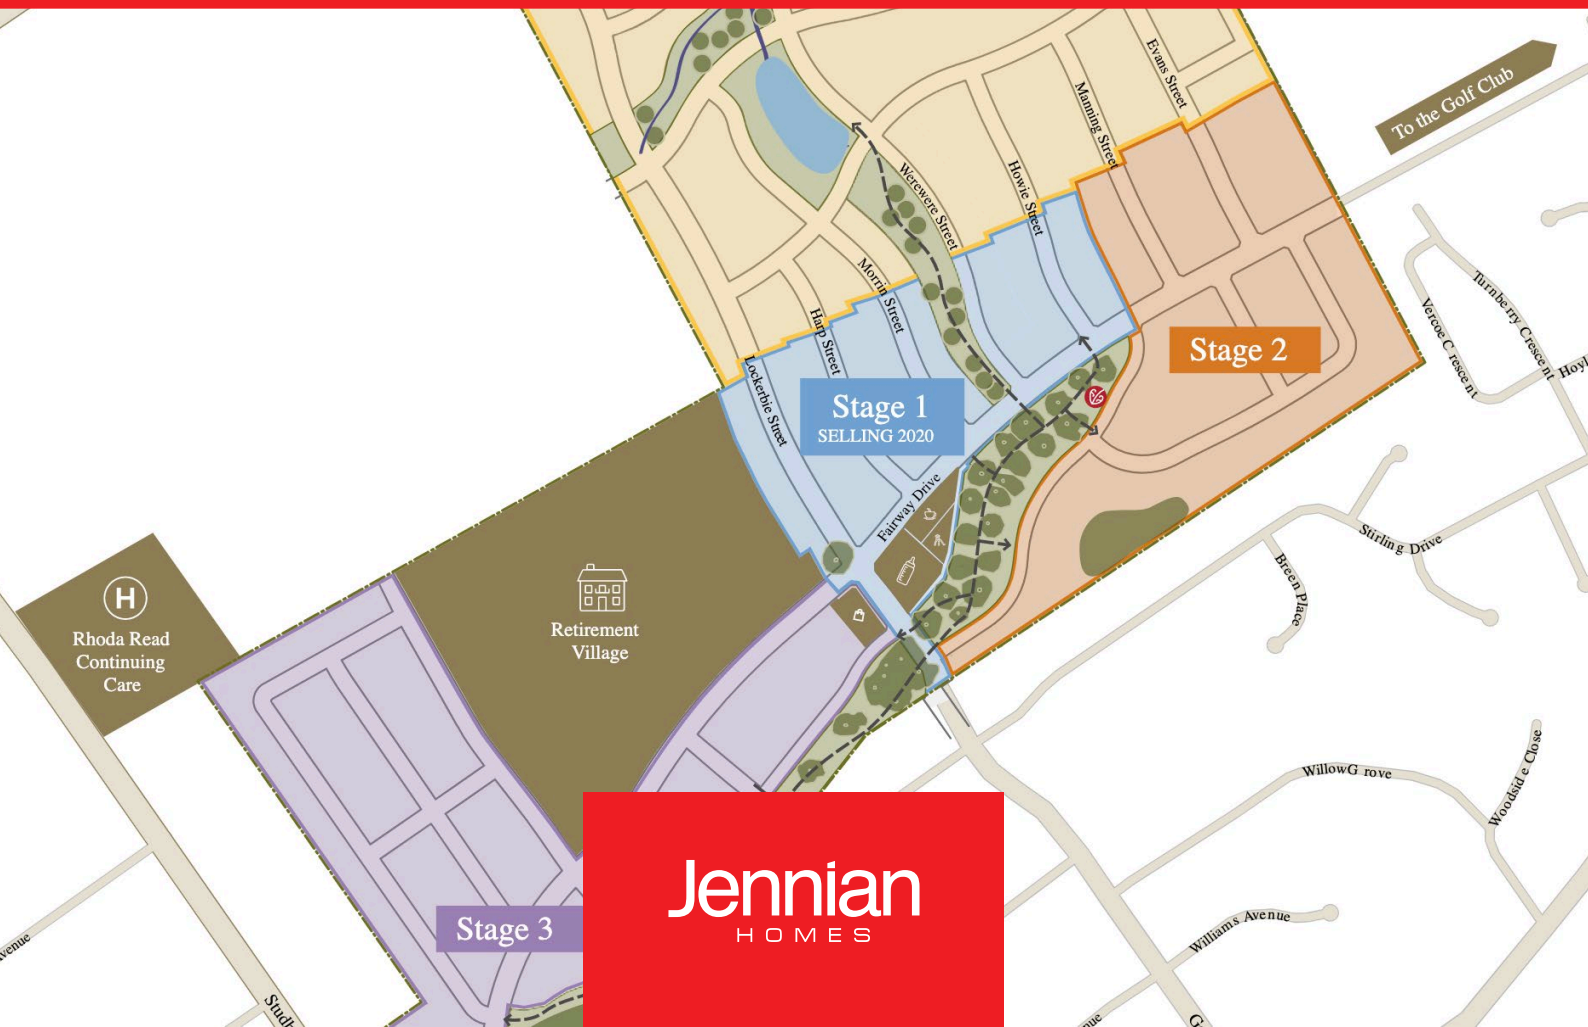 Evans Street
Manning Street
To the Golf Club
Howie Street
Werewere Street
Morrin Street
Harp Street
Lockerbie Street
Turnberry Crescent
Vercoe Crescent
Stage 2
Stage 1
SELLING 2020
Fairway Drive
Stirling Drive
Breen Place
H
Rhoda Read
Continuing
Care
Retirement
Village
Willow Grove
Woodside Close
Williams Avenue
Stage 3
Jennian
HOMES